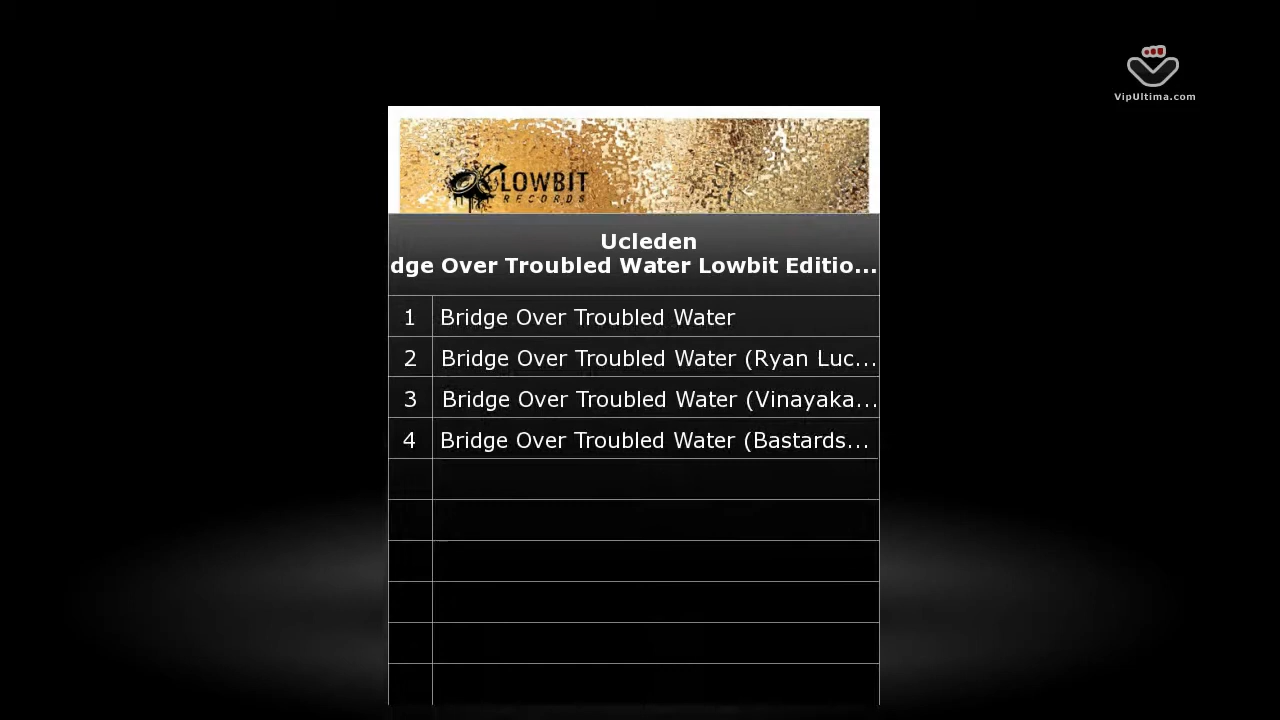 VipUltima.com
LOWBIT
RECORDS
Ucleden
dge Over Troubled Water Lowbit Editio...
1 Bridge Over Troubled Water
2 Bridge Over Troubled Water (Ryan Luc...
3 Bridge Over Troubled Water (Vinayaka...
4 Bridge Over Troubled Water (Bastards...